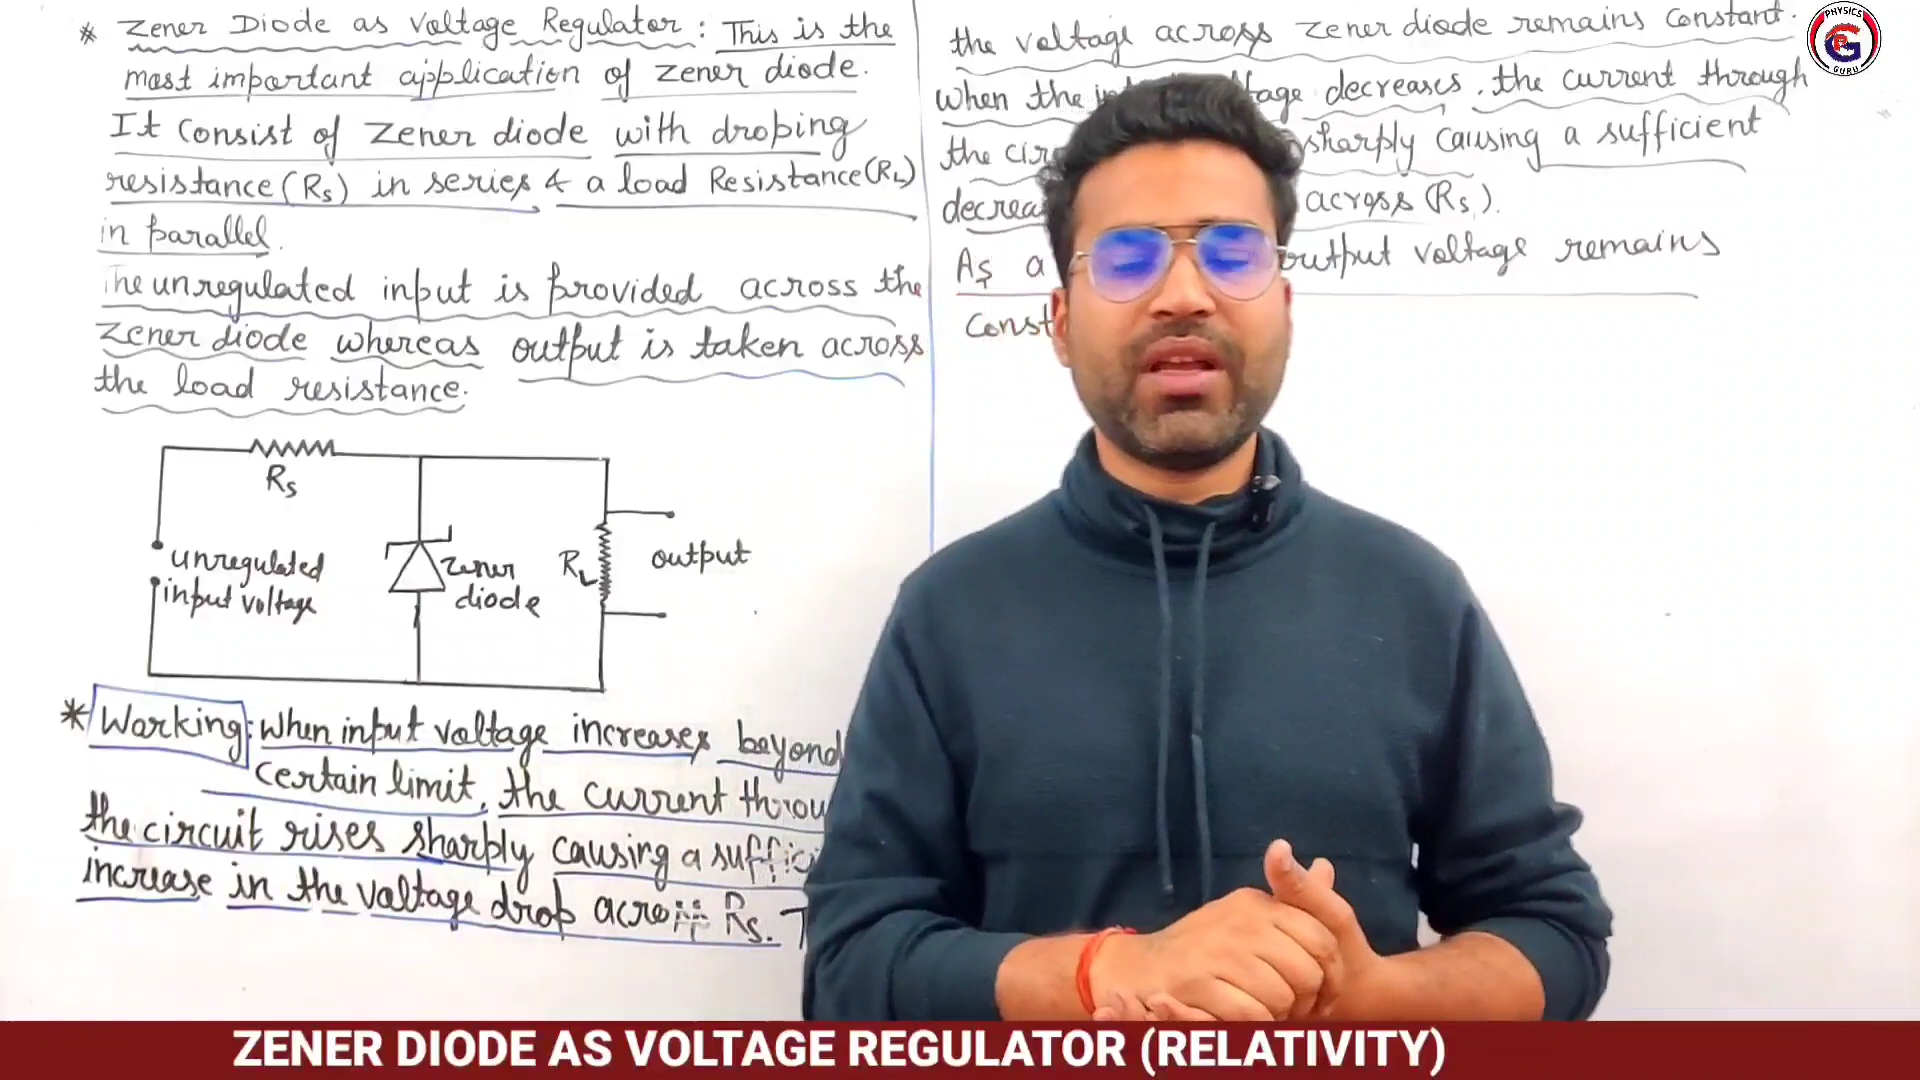 * Zener Diode as Voltage Regulator : This is the
most important application of zener diode.
It consist of zener diode with droping
resistance (Rs) in series & a load Resistance (RL)
in parallel.
The unregulated input is provided across the
zener diode whereas output is taken across
the load resistance.
Rs
unregulated
input voltage
zener
diode
RL
output
* Working : When input voltage increases beyond
certain limit, the current
the circuit rises sharply causing a
increase in the voltage drop across Rs.
the voltage across zener diode remains constant.
When the decreases, the current through
the sharply causing a sufficient
across (Rs).
As a output voltage remains
PHYSICS
GURU
ZENER DIODE AS VOLTAGE REGULATOR (RELATIVITY)